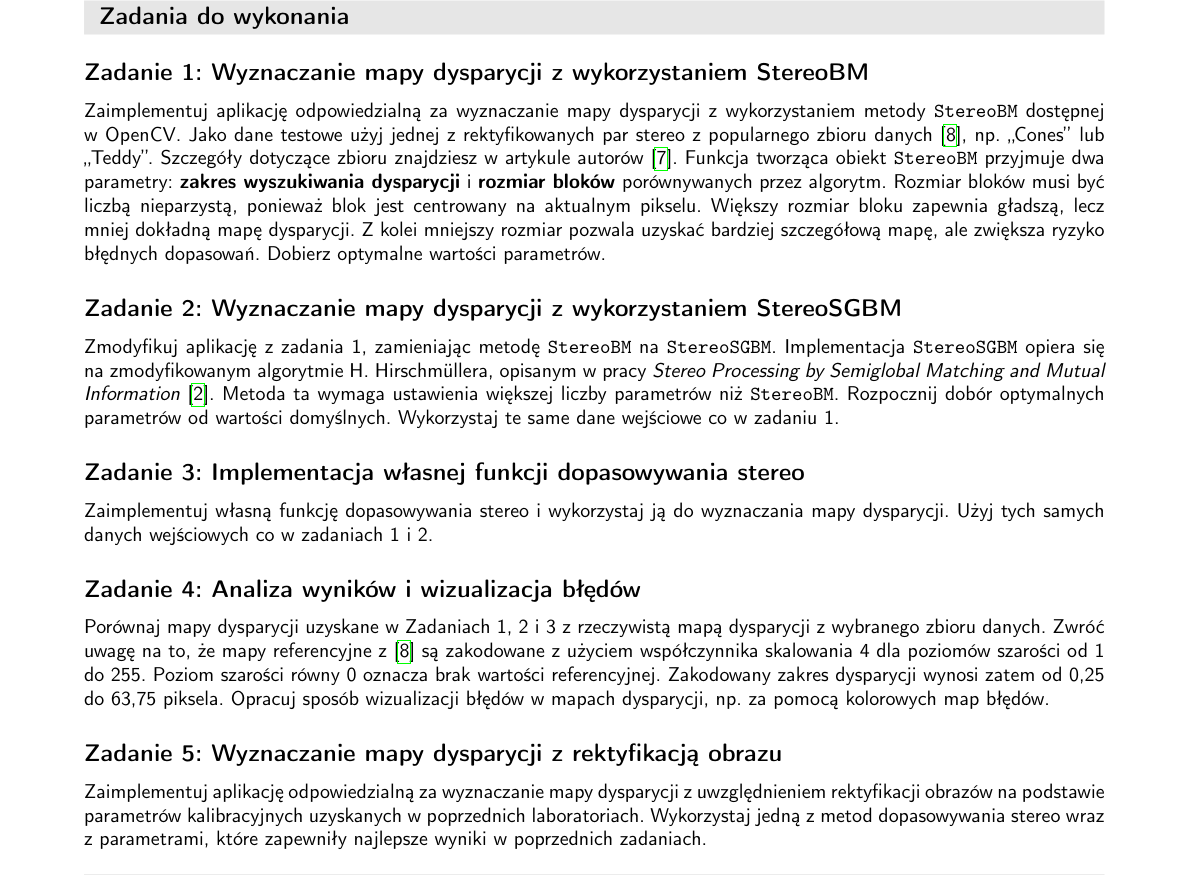 Zadania do wykonania
Zadanie 1: Wyznaczanie mapy dysparycji z wykorzystaniem StereoBM
Zaimplementuj aplikację odpowiedzialną za wyznaczanie mapy dysparycji z wykorzystaniem metody StereoBM dostępnej
w OpenCV. Jako dane testowe użyj jednej z rektyfikowanych par stereo z popularnego zbioru danych [8], np. „Cones” lub
„Teddy”. Szczegóły dotyczące zbioru znajdziesz w artykule autorów [7]. Funkcja tworząca obiekt StereoBM przyjmuje dwa
parametry: zakres wyszukiwania dysparycji i rozmiar bloków porównywanych przez algorytm. Rozmiar bloków musi być
liczbą nieparzystą, ponieważ blok jest centrowany na aktualnym pikselu. Większy rozmiar bloku zapewnia gładszą, lecz
mniej dokładną mapę dysparycji. Z kolei mniejszy rozmiar pozwala uzyskać bardziej szczegółową mapę, ale zwiększa ryzyko
błędnych dopasowań. Dobierz optymalne wartości parametrów.
Zadanie 2: Wyznaczanie mapy dysparycji z wykorzystaniem StereoSGBM
Zmodyfikuj aplikację z zadania 1, zamieniając metodę StereoBM na StereoSGBM. Implementacja StereoSGBM opiera się
na zmodyfikowanym algorytmie H. Hirschmüllera, opisanym w pracy Stereo Processing by Semiglobal Matching and Mutual
Information [2]. Metoda ta wymaga ustawienia większej liczby parametrów niż StereoBM. Rozpocznij dobór optymalnych
parametrów od wartości domyślnych. Wykorzystaj te same dane wejściowe co w zadaniu 1.
Zadanie 3: Implementacja własnej funkcji dopasowywania stereo
Zaimplementuj własną funkcję dopasowywania stereo i wykorzystaj ją do wyznaczania mapy dysparycji. Użyj tych samych
danych wejściowych co w zadaniach 1 i 2.
Zadanie 4: Analiza wyników i wizualizacja błędów
Porównaj mapy dysparycji uzyskane w Zadaniach 1, 2 i 3 z rzeczywistą mapą dysparycji z wybranego zbioru danych. Zwróć
uwagę na to, że mapy referencyjne z [8] są zakodowane z użyciem współczynnika skalowania 4 dla poziomów szarości od 1
do 255. Poziom szarości równy 0 oznacza brak wartości referencyjnej. Zakodowany zakres dysparycji wynosi zatem od 0,25
do 63,75 piksela. Opracuj sposób wizualizacji błędów w mapach dysparycji, np. za pomocą kolorowych map błędów.
Zadanie 5: Wyznaczanie mapy dysparycji z rektyfikacją obrazu
Zaimplementuj aplikację odpowiedzialną za wyznaczanie mapy dysparycji z uwzględnieniem rektyfikacji obrazów na podstawie
parametrów kalibracyjnych uzyskanych w poprzednich laboratoriach. Wykorzystaj jedną z metod dopasowywania stereo wraz
z parametrami, które zapewniły najlepsze wyniki w poprzednich zadaniach.